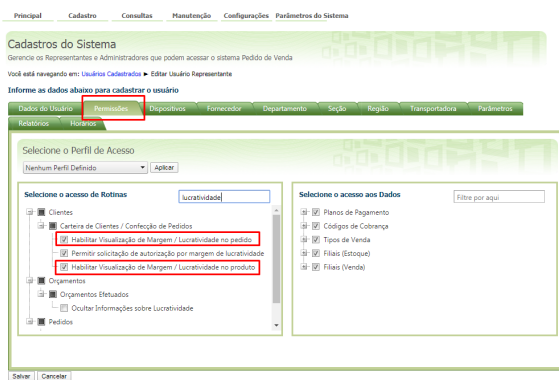 Principal Cadastro Consultas Manutenção Configurações Parâmetros do Sistema
Cadastros do Sistema
Gerencie os Representantes e Administradores que podem acessar o sistema Pedido de Venda
Você está navegando em: Usuários Cadastrados ► Editar Usuário Representante
Informe as dados abaixo para cadastrar o usuário
Dados do Usuário Permissões Dispositivos Fornecedor Departamento Seção Região Transportadora Parâmetros
Relatórios Horários
Selecione o Perfil de Acesso
Nenhum Perfil Definido Aplicar
Selecione o acesso de Rotinas lucratividade
Clientes
Carteira de Clientes / Confecção de Pedidos
Habilitar Visualização de Margem / Lucratividade no pedido
Permitir solicitação de autorização por margem de lucratividade
Habilitar Visualização de Margem / Lucratividade no produto
Orçamentos
Orçamentos Efetuados
Ocultar Informações sobre Lucratividade
Pedidos
Selecione o acesso aos Dados Filtre por aqui
Planos de Pagamento
Códigos de Cobrança
Tipos de Venda
Filiais (Estoque)
Filiais (Venda)
Salvar Cancelar